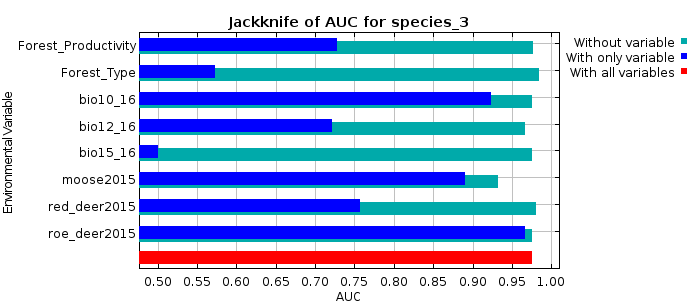 Jackknife of AUC for species_3
Environmental Variable
Forest_Productivity
Forest_Type
bio10_16
bio12_16
bio15_16
moose2015
red_deer2015
roe_deer2015
0.50 0.55 0.60 0.65 0.70 0.75 0.80 0.85 0.90 0.95 1.00
AUC
Without variable
With only variable
With all variables